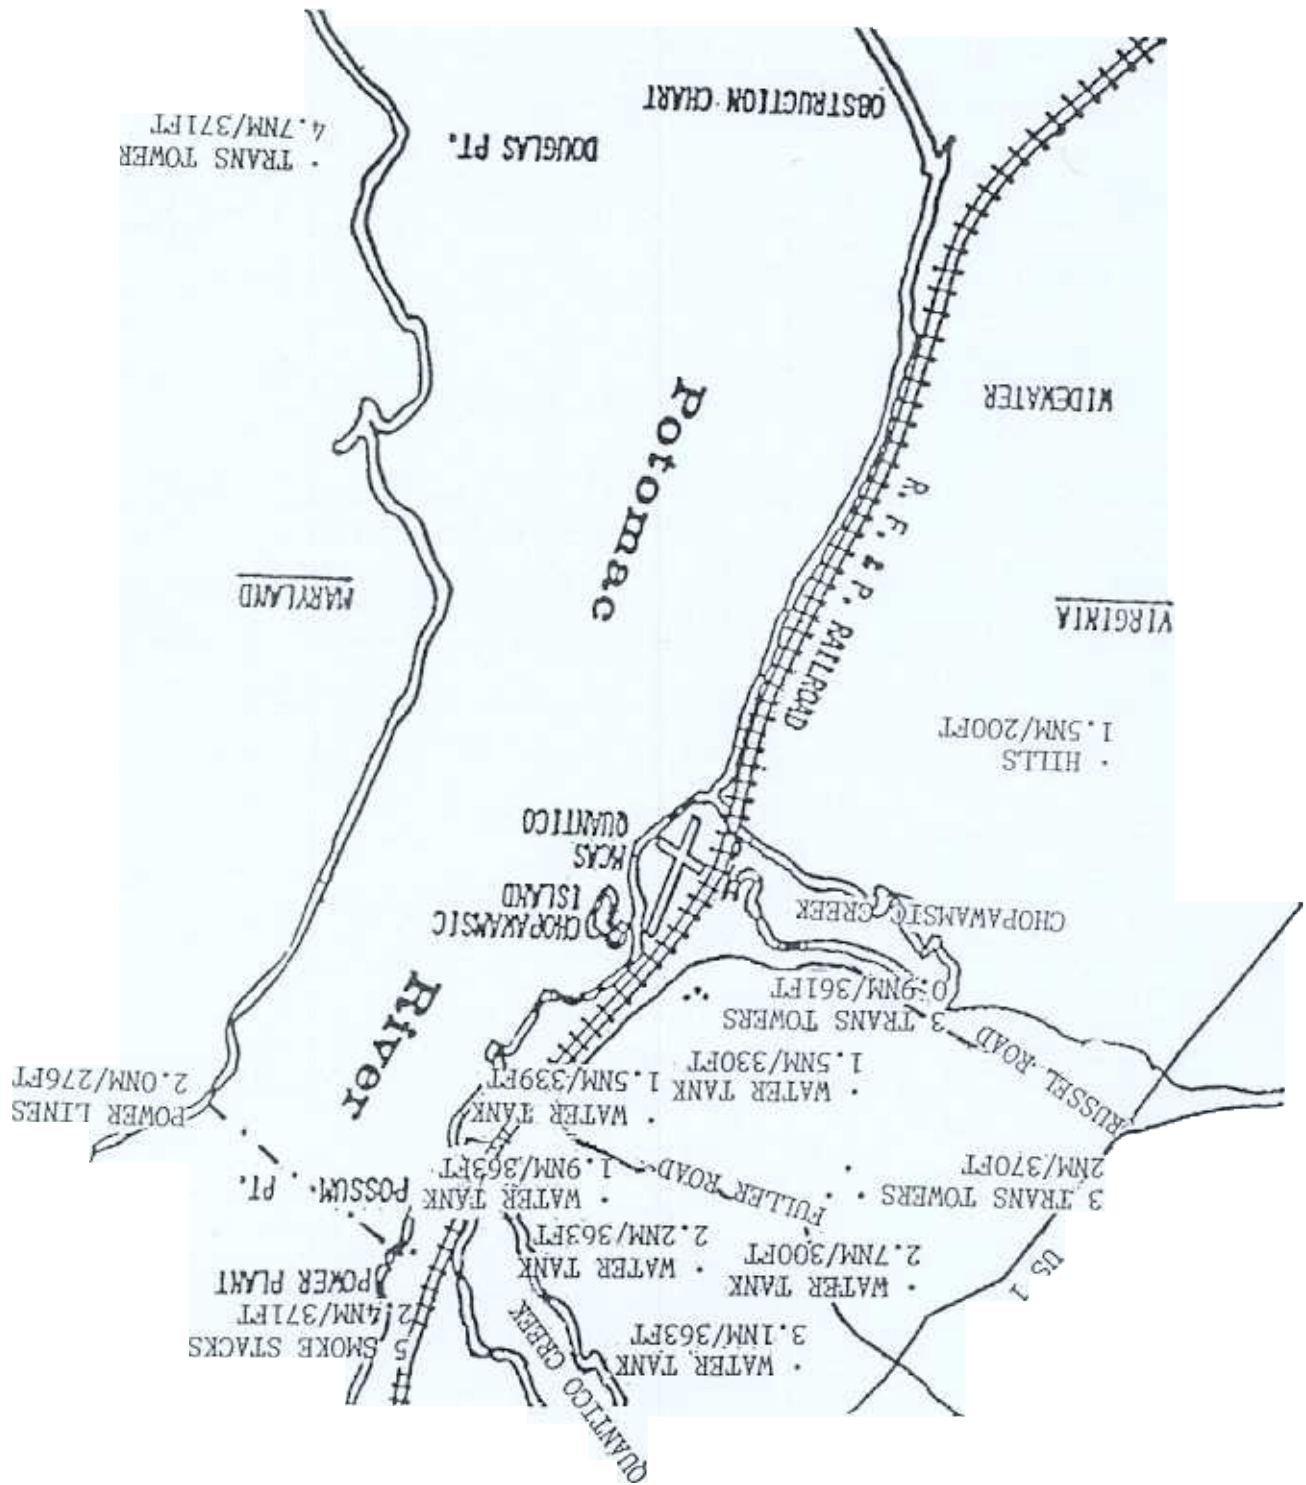 QUANTICO CREEK
· WATER TANK
3.1NM/363FT
5 SMOKE STACKS
2.4NM/371FT
POWER PLANT
US 1
· WATER TANK
2.7NM/300FT
· WATER TANK
2.2NM/363FT
3 TRANS TOWERS
2NM/370FT
FULLER ROAD
· WATER TANK
1.9NM/363FT
POSSUM PT.
RUSSEL ROAD
· WATER TANK
1.5NM/330FT
· WATER TANK
1.5NM/339FT
POWER LINES
2.0NM/276FT
3 TRANS TOWERS
0.9NM/361FT
River
CHOPAWAMSIC
CREEK
CHOPAWAMSIC
ISLAND
MCAS
QUANTICO
· HILLS
1.5NM/200FT
VIRGINIA
R. F. & P. RAILROAD
MARYLAND
Potomac
WIDEWATER
DOUGLAS PT.
· TRANS TOWER
4.7NM/371FT
OBSTRUCTION CHART